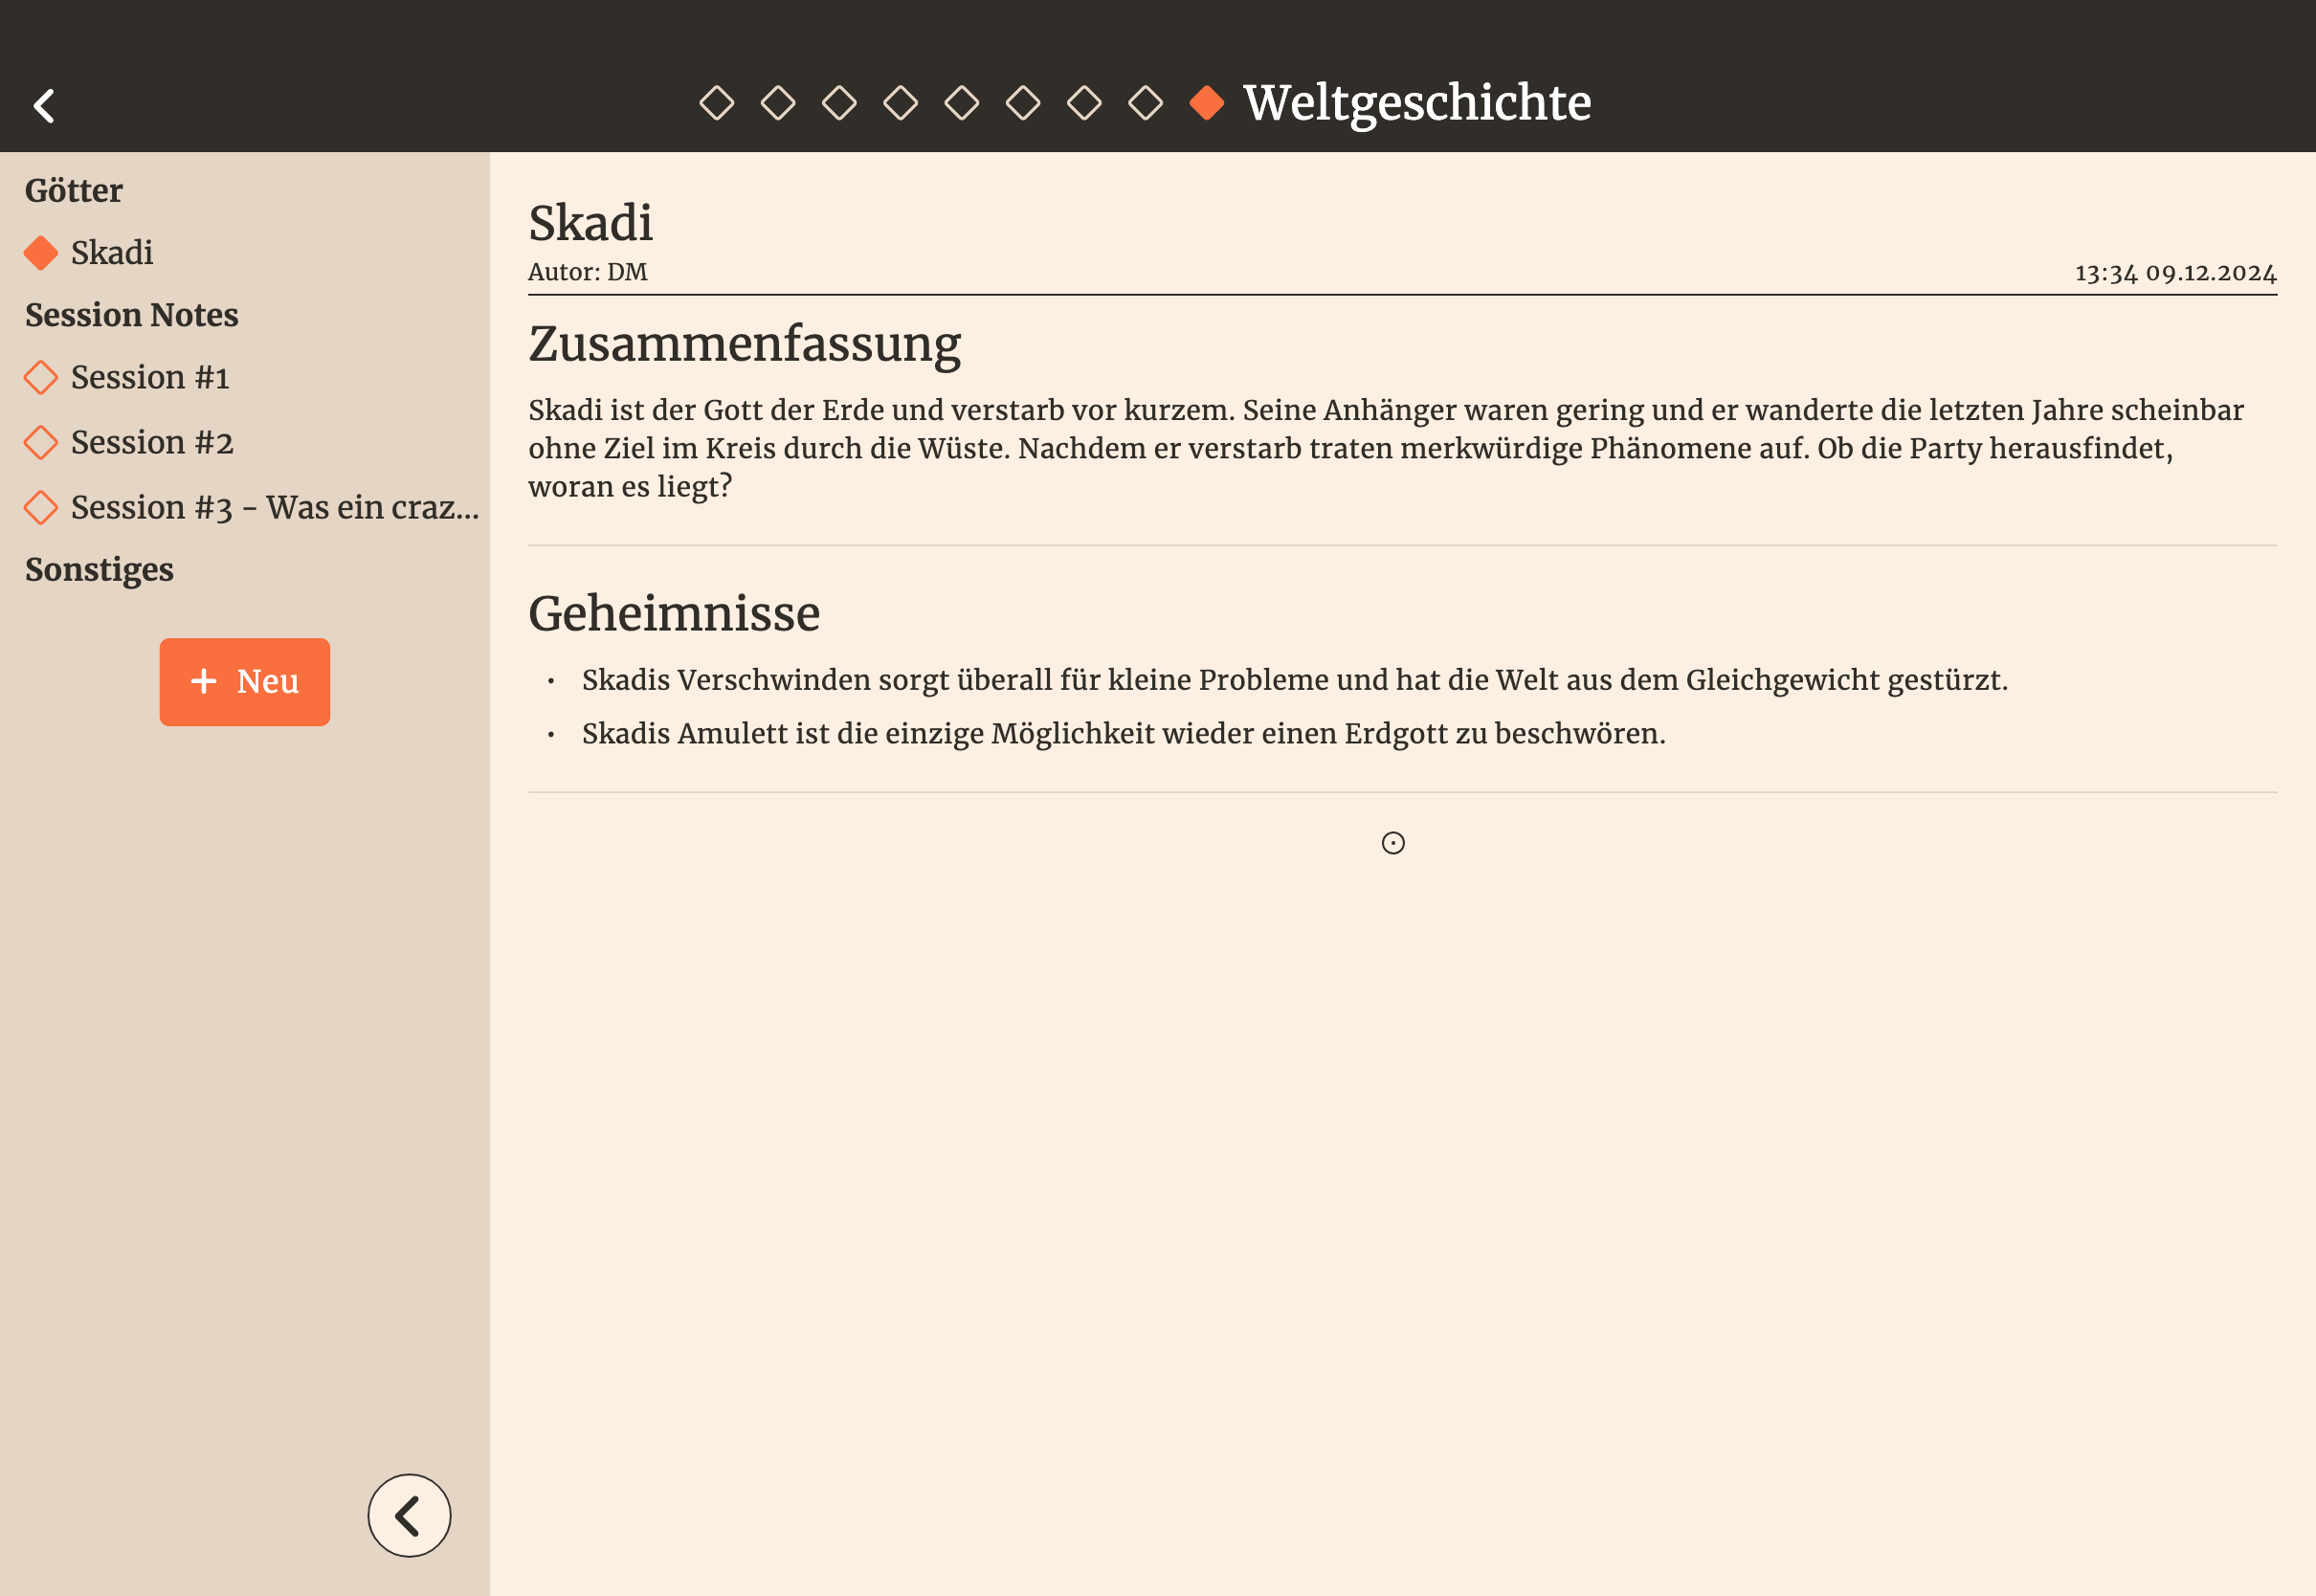 Weltgeschichte
Götter
Skadi
Session Notes
Session #1
Session #2
Session #3 - Was ein craz...
Sonstiges
+ Neu
Skadi
Autor: DM
13:34 09.12.2024
Zusammenfassung
Skadi ist der Gott der Erde und verstarb vor kurzem. Seine Anhänger waren gering und er wanderte die letzten Jahre scheinbar
ohne Ziel im Kreis durch die Wüste. Nachdem er verstarb traten merkwürdige Phänomene auf. Ob die Party herausfindet,
woran es liegt?
Geheimnisse
• Skadis Verschwinden sorgt überall für kleine Probleme und hat die Welt aus dem Gleichgewicht gestürzt.
• Skadis Amulett ist die einzige Möglichkeit wieder einen Erdgott zu beschwören.